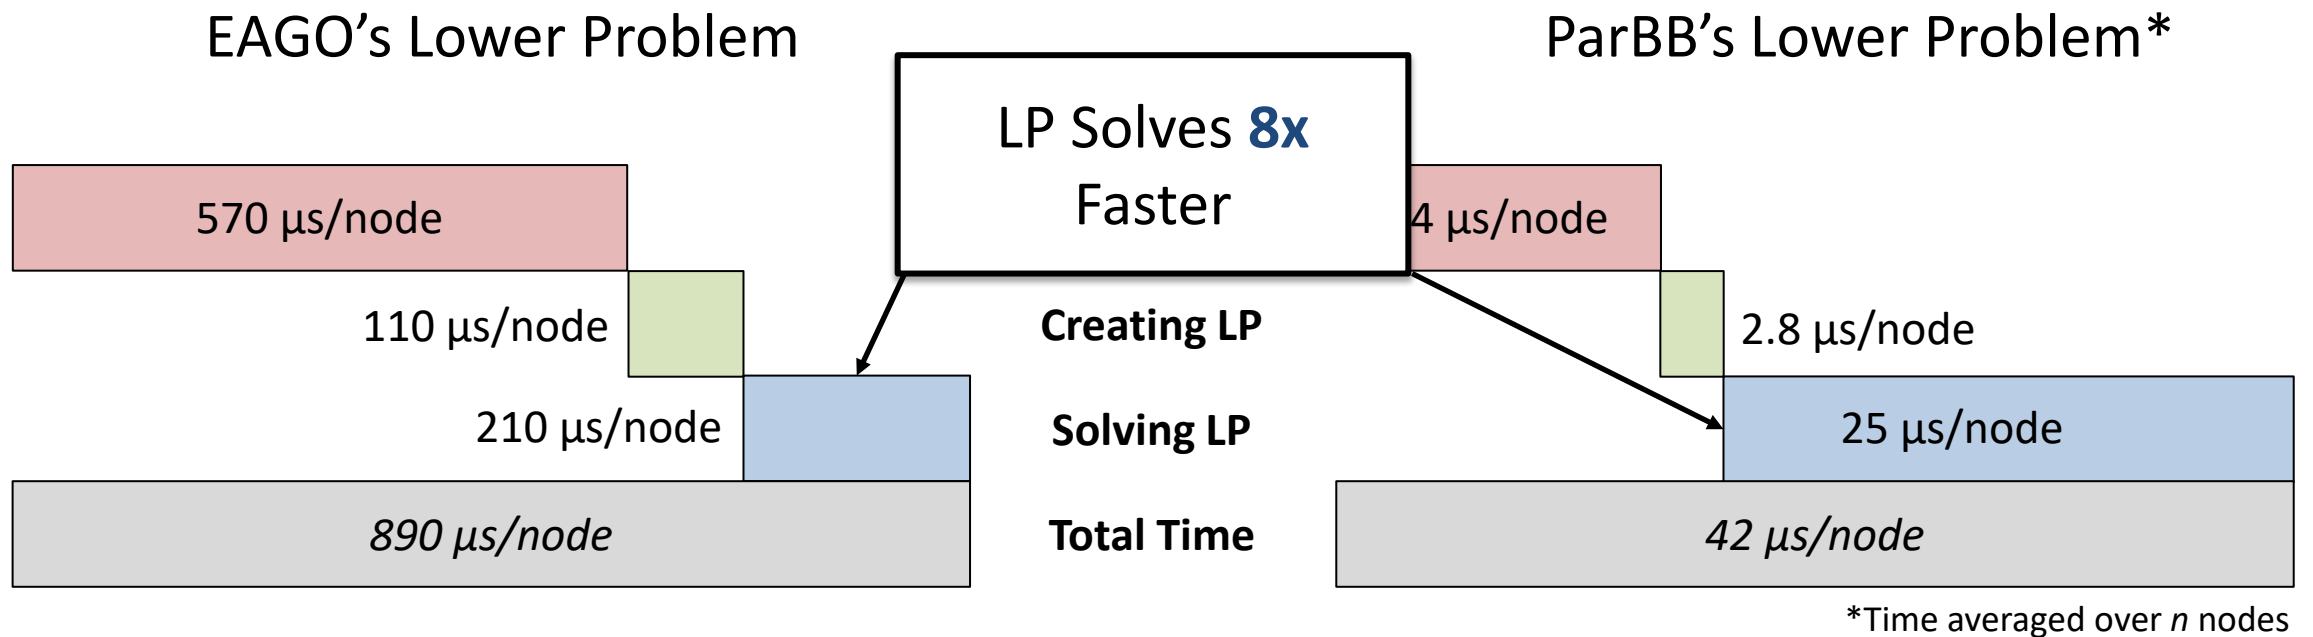 EAGO’s Lower Problem
ParBB’s Lower Problem*
LP Solves 8x
Faster
570 µs/node
4 µs/node
110 µs/node
Creating LP
2.8 µs/node
210 µs/node
Solving LP
25 µs/node
890 µs/node
Total Time
42 µs/node
*Time averaged over n nodes